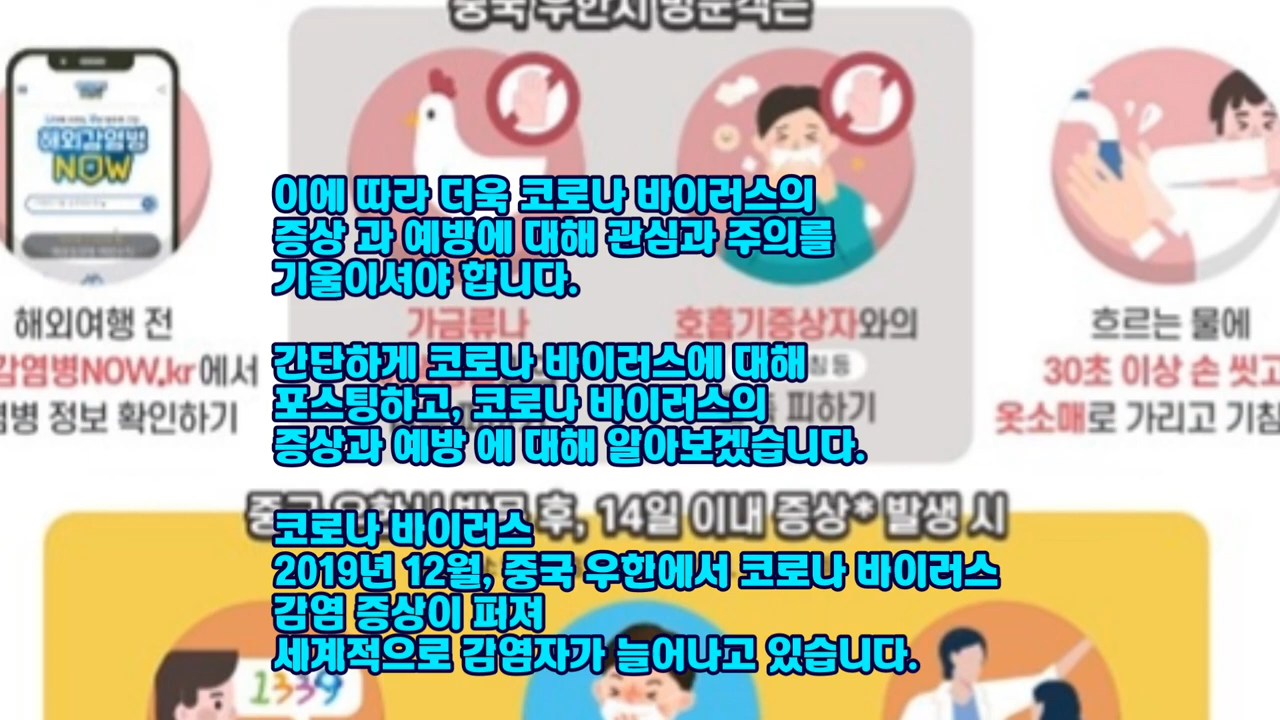 중국 우한시 방문객은
해외감염병
NOW
이에 따라 더욱 코로나 바이러스의
증상 과 예방에 대해 관심과 주의를
기울이셔야 합니다.
해외여행 전
가금류나
호흡기증상자와의
흐르는 물에
감염병NOW.kr에서
30초 이상 손 씻고
간단하게 코로나 바이러스에 대해
포스팅하고, 코로나 바이러스의
증상과 예방 에 대해 알아보겠습니다.
염병 정보 확인하기
피하기
옷소매로 가리고 기침
중국 우한시 방문 후, 14일 이내 증상* 발생 시
코로나 바이러스
2019년 12월, 중국 우한에서 코로나 바이러스
감염 증상이 퍼져
세계적으로 감염자가 늘어나고 있습니다.
1339